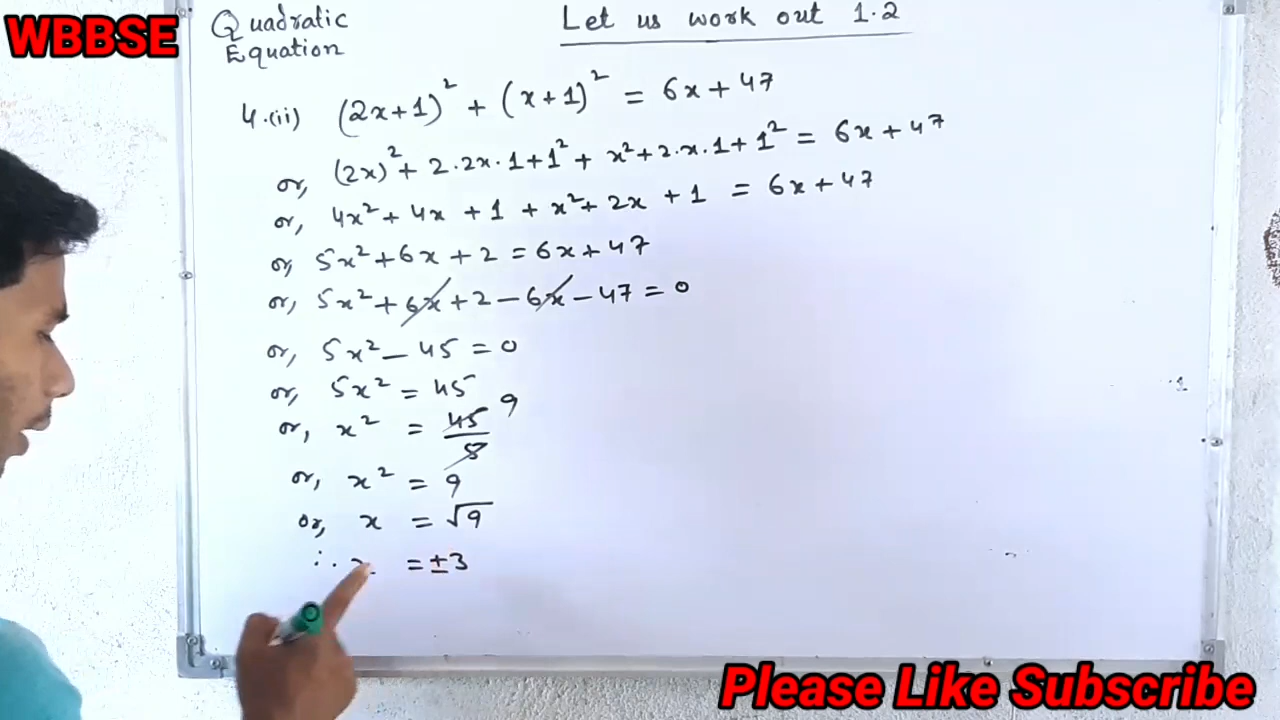 WBBSE
Quadratic
Equation
Let us work out 1.2
4.(ii) (2x+1)² + (x+1)² = 6x+47
or, (2x)² + 2.2x.1+1² + x²+2.x.1+1² = 6x+47
or, 4x²+4x +1 + x²+2x +1 = 6x+47
or, 5x²+6x+2 = 6x+47
or, 5x²+6x+2-6x-47=0
or, 5x²-45 = 0
or, 5x² = 45
or, x² = 45/5 9
or, x² = 9
or, x = √9
∴ x = ±3
Please Like Subscribe